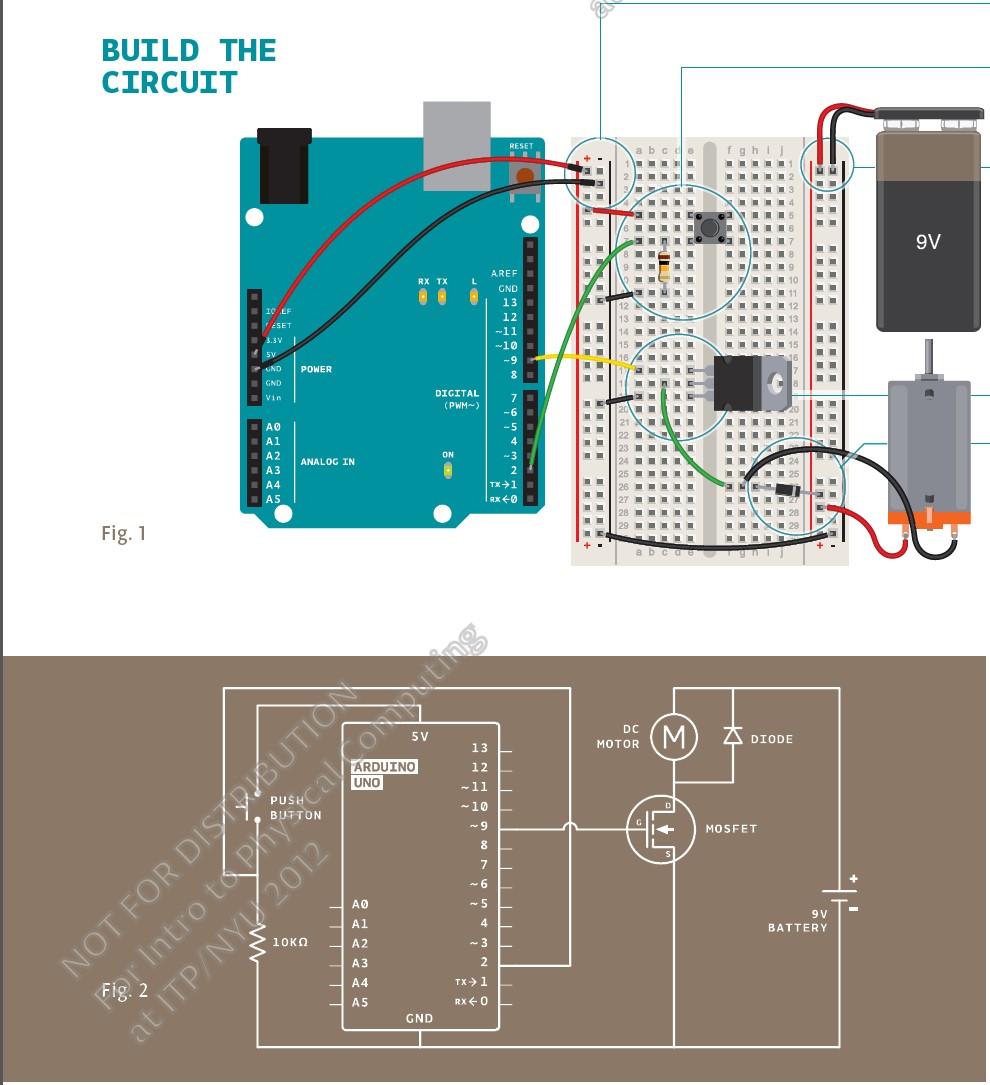 BUILD THE
CIRCUIT
RESET
+ -
a b c d e f g h i j
9V
RX TX L
AREF
GND
13
12
~11
~10
~9
8
7
~6
~5
4
~3
2
TX→1
RX←0
DIGITAL
(PWM~)
IOREF
RESET
3.3V
5V
GND
GND
Vin
POWER
A0
A1
A2
A3
A4
A5
ANALOG IN
ON
+ -
a b c d e f g h i j
+ -
Fig. 1
5V
ARDUINO
UNO
13
12
~11
~10
~9
8
7
~6
~5
4
~3
2
TX→1
RX←0
A0
A1
A2
A3
A4
A5
GND
PUSH
BUTTON
10KΩ
DC
MOTOR
M
DIODE
D
G
S
MOSFET
+
-
9V
BATTERY
Fig. 2
NOT FOR DISTRIBUTION
For Intro to Physical Computing
at ITP/NYU 2012